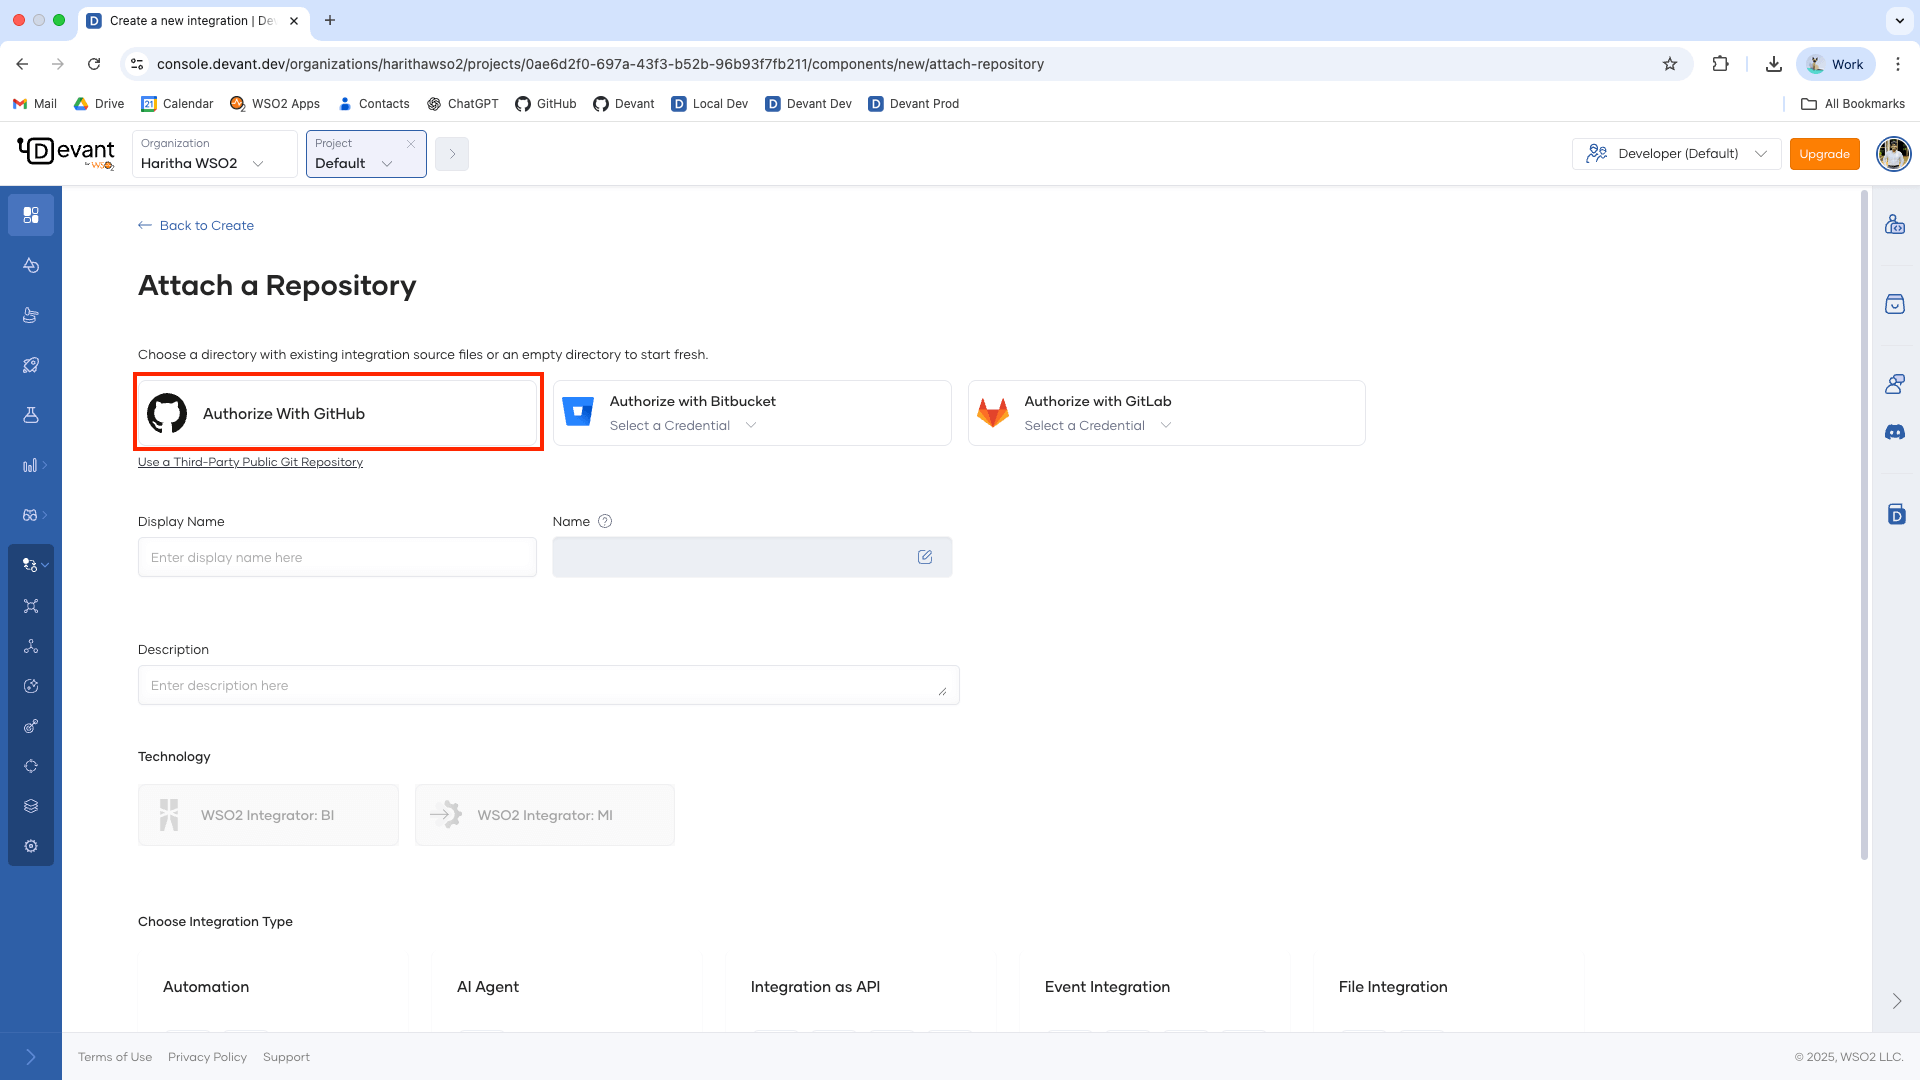 Create a new integration | De
console.devant.dev/organizations/harithawso2/projects/0ae6d2f0-697a-43f3-b52b-96b93f7fb211/components/new/attach-repository
Work
Mail
Drive
Calendar
WSO2 Apps
Contacts
ChatGPT
GitHub
Devant
Local Dev
Devant Dev
Devant Prod
All Bookmarks
Devant
by WSO2
Organization
Haritha WSO2
Project
Default
Developer (Default)
Upgrade
Back to Create
Attach a Repository
Choose a directory with existing integration source files or an empty directory to start fresh.
Authorize With GitHub
Authorize with Bitbucket
Select a Credential
Authorize with GitLab
Select a Credential
Use a Third-Party Public Git Repository
Display Name
Name
Enter display name here
Description
Enter description here
Technology
WSO2 Integrator: BI
WSO2 Integrator: MI
Choose Integration Type
Automation
AI Agent
Integration as API
Event Integration
File Integration
Terms of Use
Privacy Policy
Support
© 2025, WSO2 LLC.